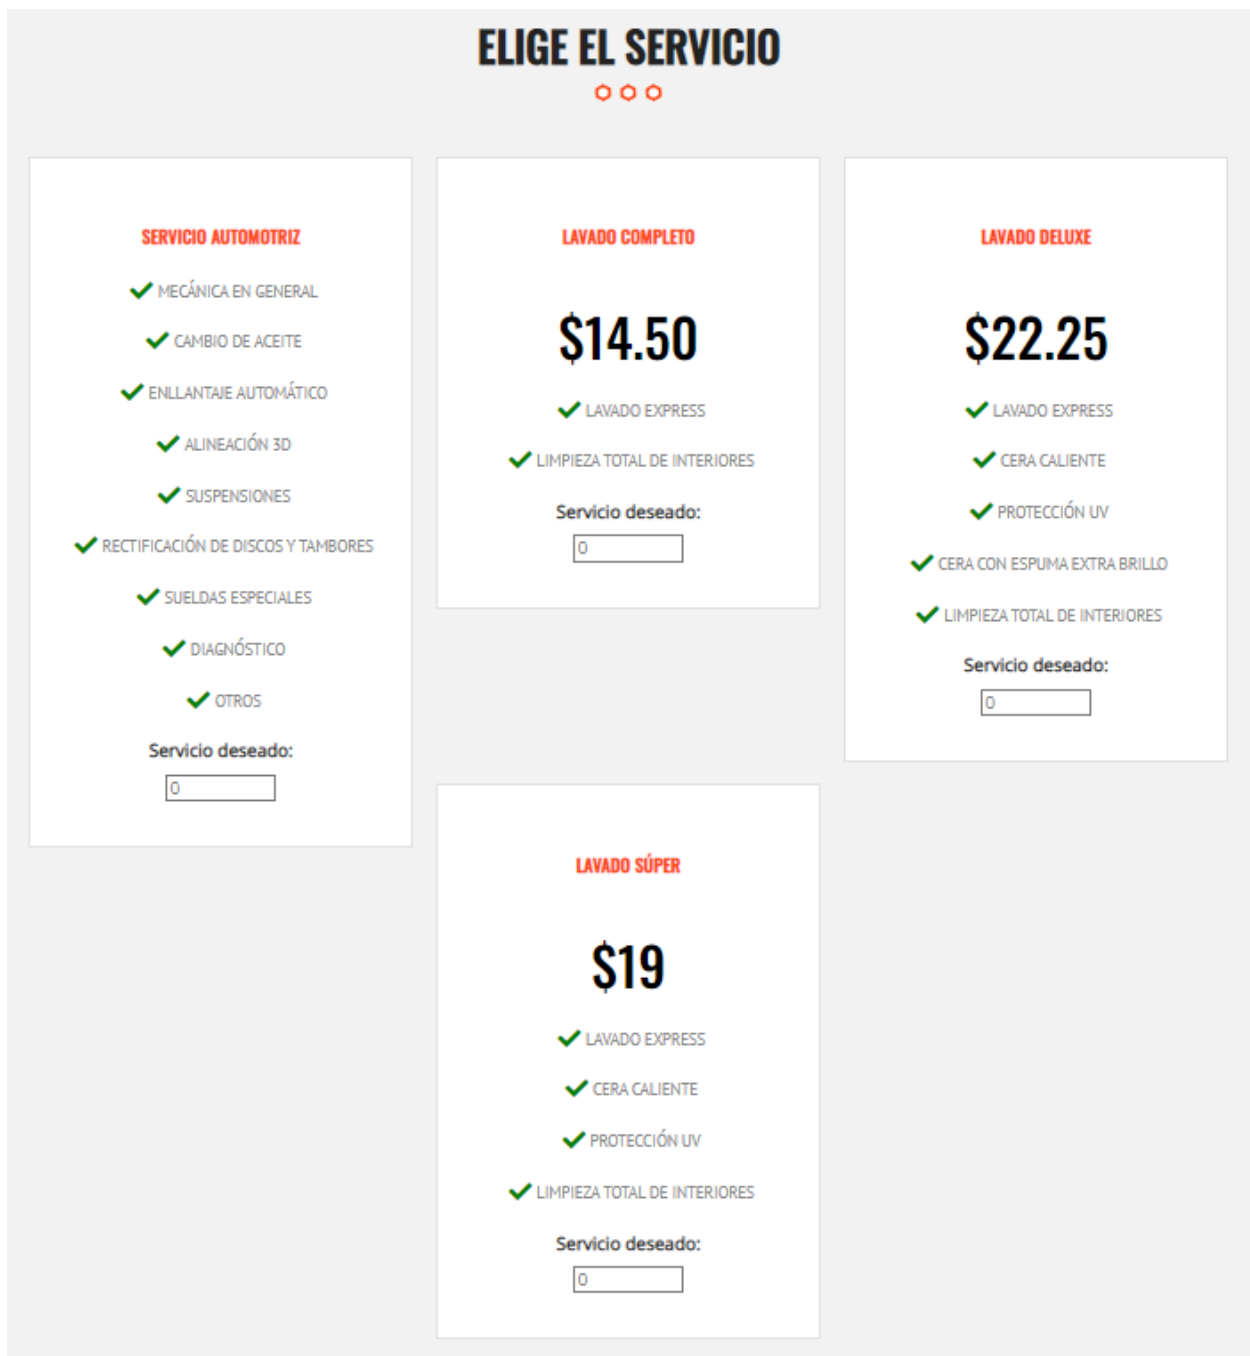 ELIGE EL SERVICIO
SERVICIO AUTOMOTRIZ
MECÁNICA EN GENERAL
CAMBIO DE ACEITE
ENLLANTAJE AUTOMÁTICO
ALINEACIÓN 3D
SUSPENSIONES
RECTIFICACIÓN DE DISCOS Y TAMBORES
SUELDAS ESPECIALES
DIAGNÓSTICO
OTROS
Servicio deseado:
0
LAVADO COMPLETO
$14.50
LAVADO EXPRESS
LIMPIEZA TOTAL DE INTERIORES
Servicio deseado:
0
LAVADO DELUXE
$22.25
LAVADO EXPRESS
CERA CALIENTE
PROTECCIÓN UV
CERA CON ESPUMA EXTRA BRILLO
LIMPIEZA TOTAL DE INTERIORES
Servicio deseado:
0
LAVADO SÚPER
$19
LAVADO EXPRESS
CERA CALIENTE
PROTECCIÓN UV
LIMPIEZA TOTAL DE INTERIORES
Servicio deseado:
0